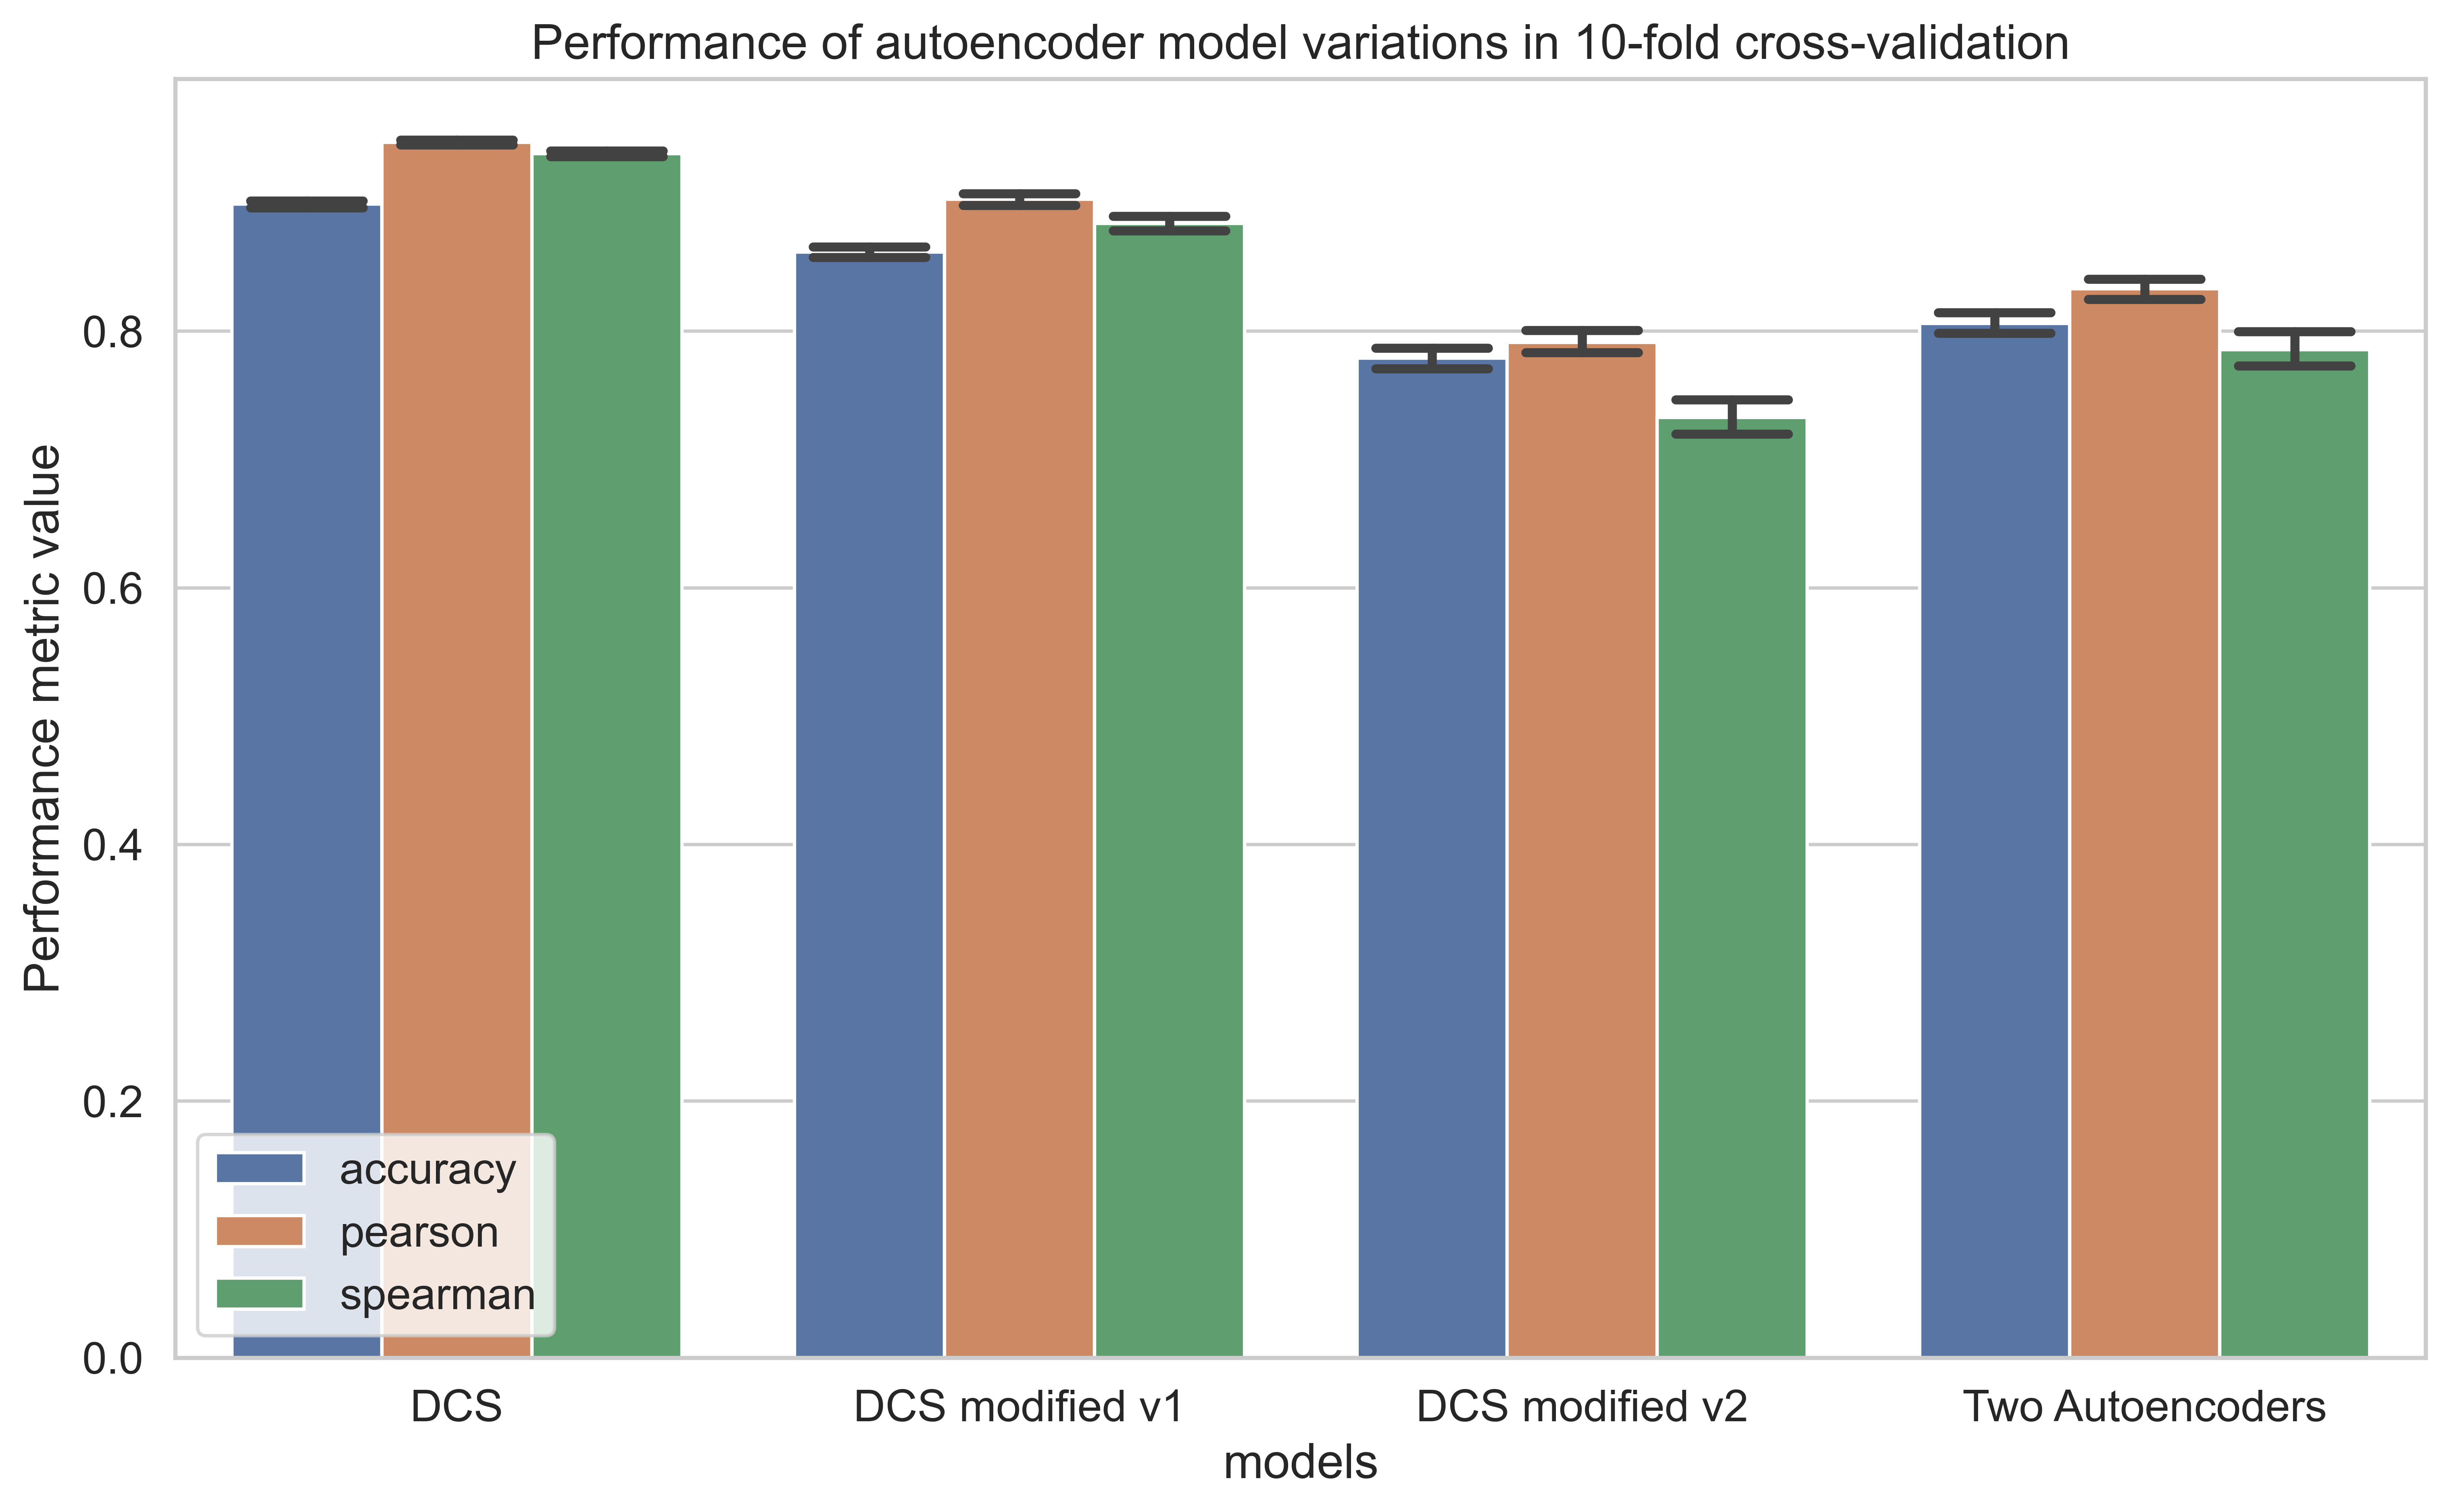 Performance of autoencoder model variations in 10-fold cross-validation
Performance metric value
0.8
0.6
0.4
0.2
0.0
accuracy
pearson
spearman
DCS
DCS modified v1
DCS modified v2
Two Autoencoders
models